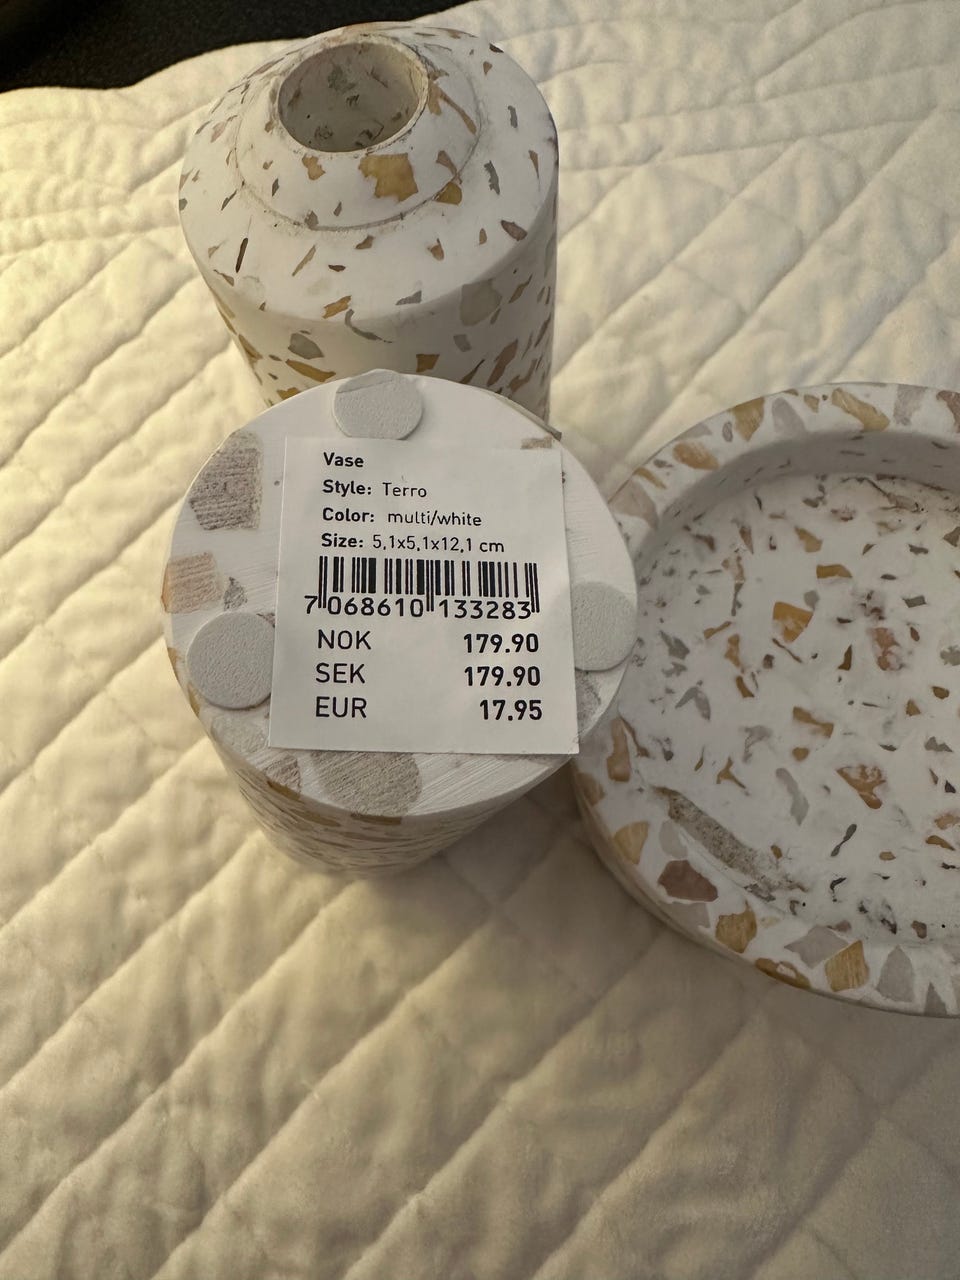 Vase
Style: Terro
Color: multi/white
Size: 5,1x5,1x12,1 cm
7 068610 133283
NOK 179.90
SEK 179.90
EUR 17.95